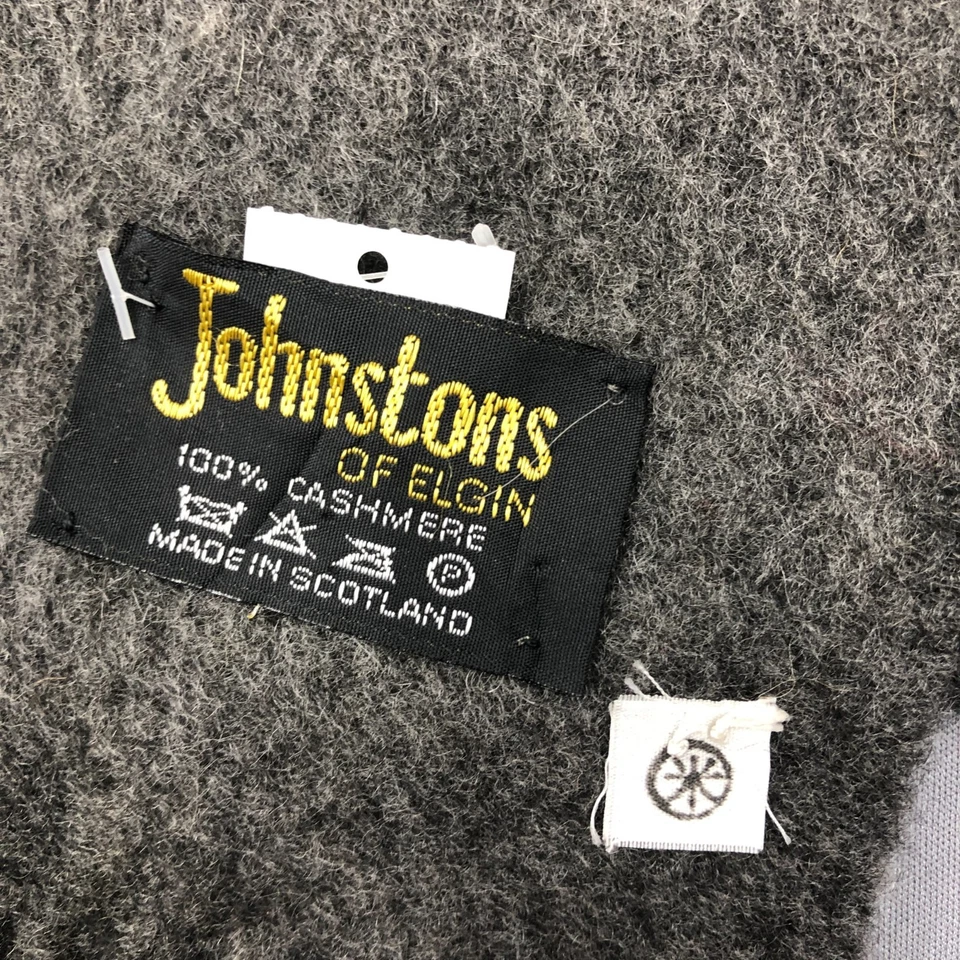 Johnstons
OF ELGIN
100% CASHMERE
P
MADE IN SCOTLAND